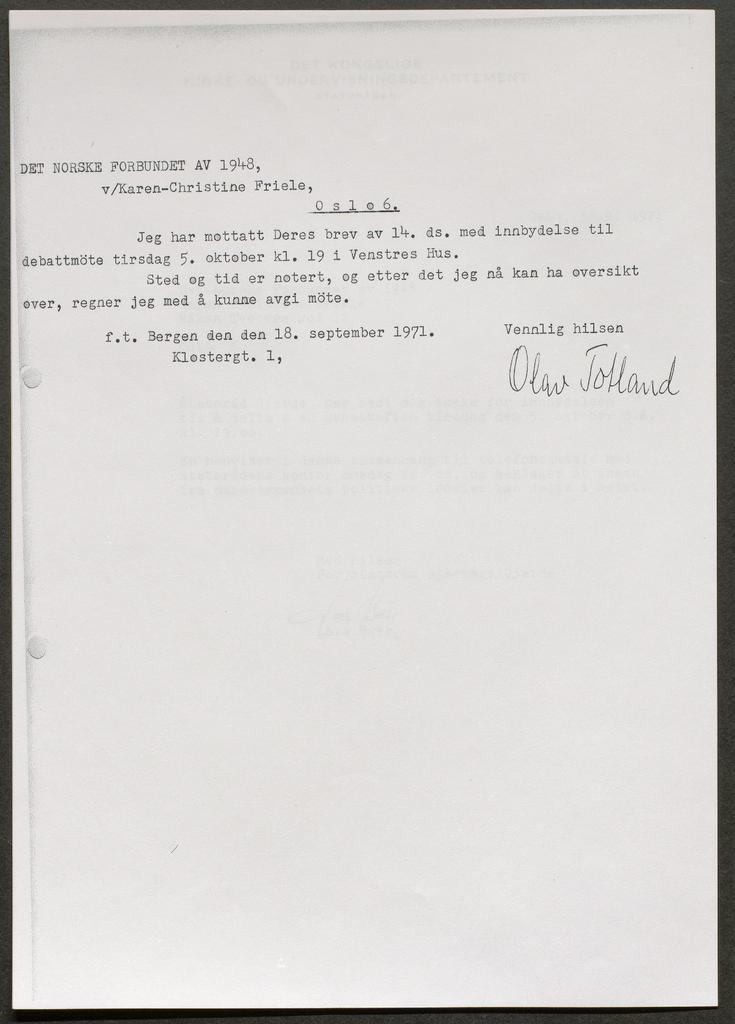 DET NORSKE FORBUNDET AV 1948,
v/Karen-Christine Friele,
O s l o 6.
Jeg har mottatt Deres brev av 14. ds. med innbydelse til
debattmöte tirsdag 5. oktober kl. 19 i Venstres Hus.
Sted og tid er notert, og etter det jeg nå kan ha oversikt
over, regner jeg med å kunne avgi möte.
f.t. Bergen den den 18. september 1971.
Vennlig hilsen
Klostergt. 1,
Olav Totland